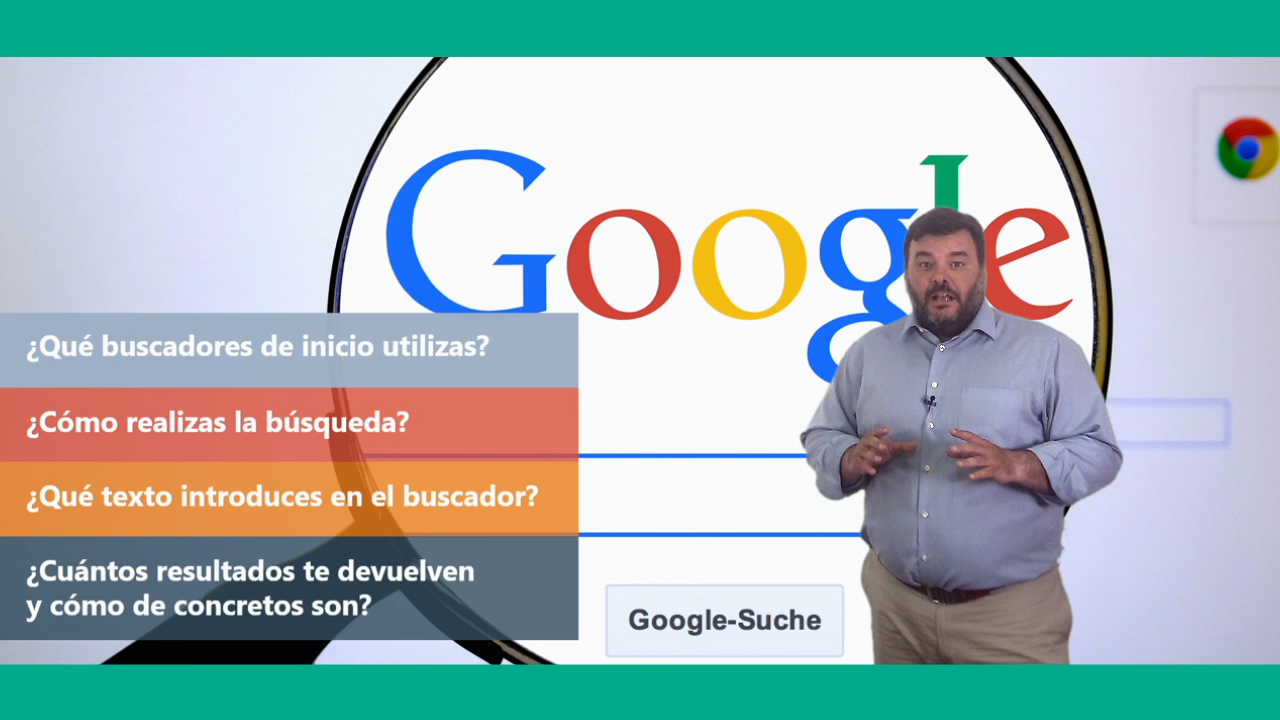 Google
¿Qué buscadores de inicio utilizas?
¿Cómo realizas la búsqueda?
¿Qué texto introduces en el buscador?
¿Cuántos resultados te devuelven
y cómo de concretos son?
Google-Suche